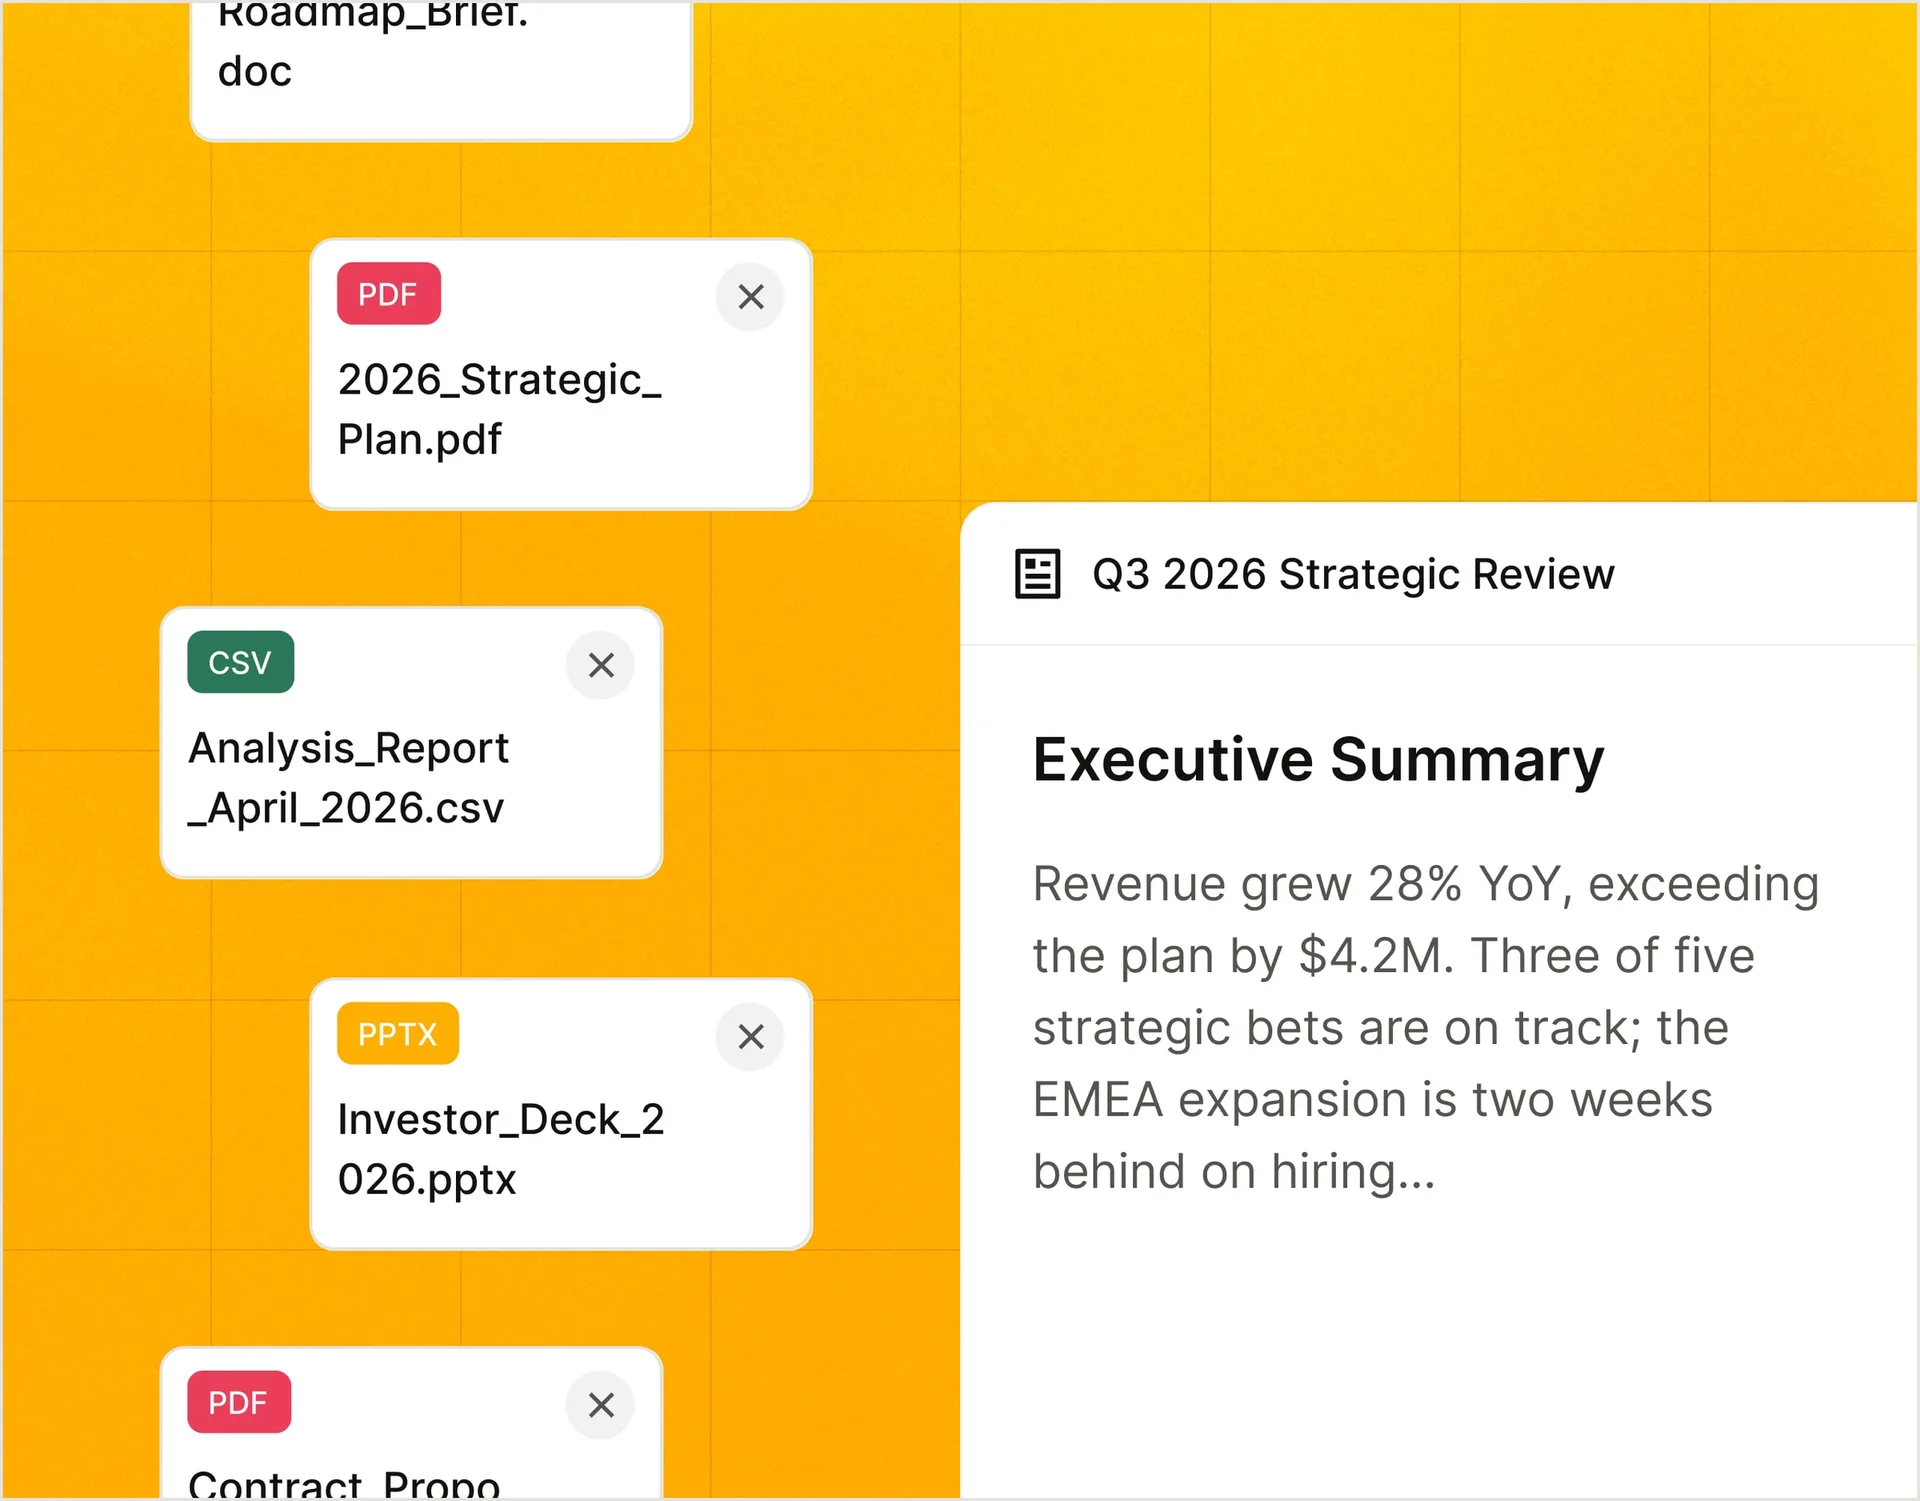 Roadmap_Brief.
doc
PDF
2026_Strategic_
Plan.pdf
CSV
Analysis_Report
_April_2026.csv
PPTX
Investor_Deck_2
026.pptx
PDF
Contract_Propo
Q3 2026 Strategic Review
Executive Summary
Revenue grew 28% YoY, exceeding
the plan by $4.2M. Three of five
strategic bets are on track; the
EMEA expansion is two weeks
behind on hiring...